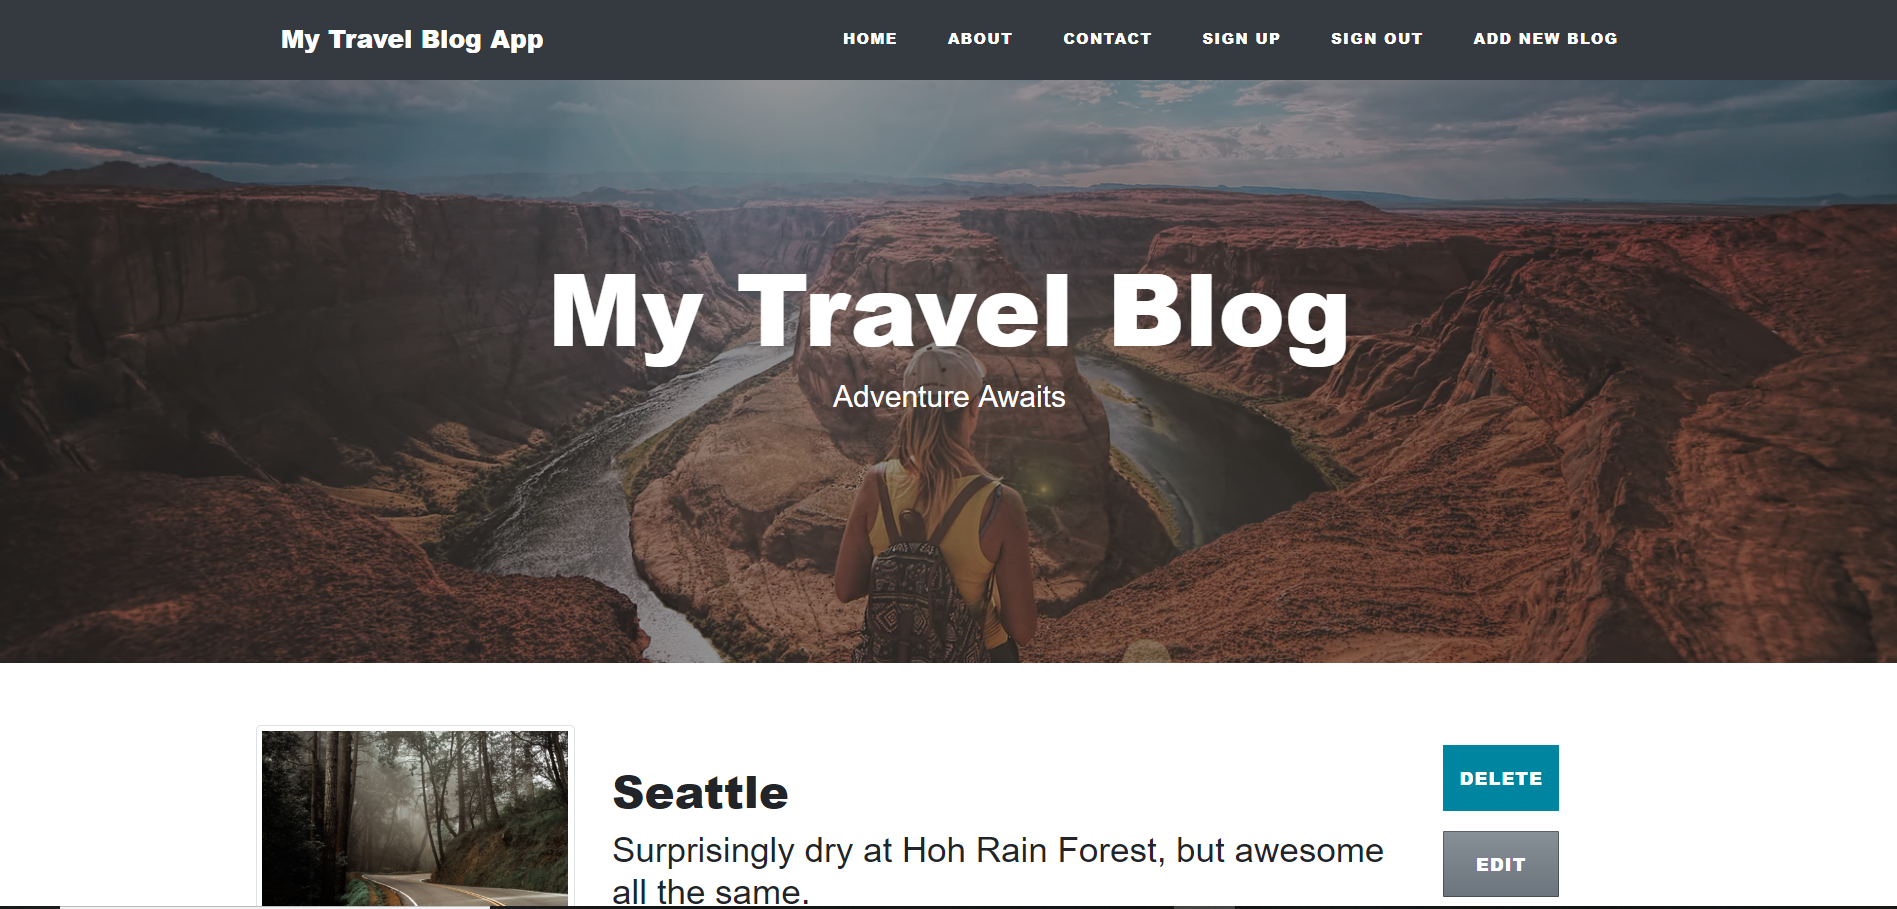 My Travel Blog App
HOME ABOUT CONTACT SIGN UP SIGN OUT ADD NEW BLOG
My Travel Blog
Adventure Awaits
Seattle
Surprisingly dry at Hoh Rain Forest, but awesome
all the same.
DELETE
EDIT